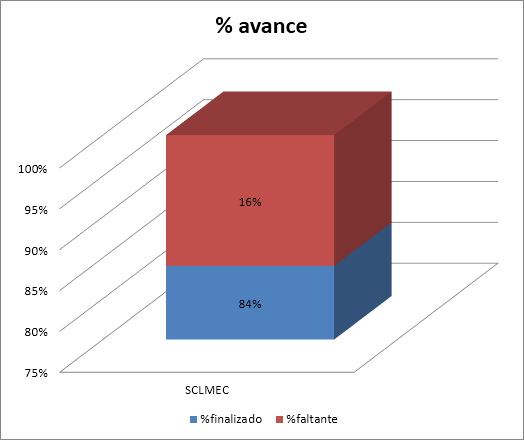 % avance
100%
95%
90%
85%
80%
75%
16%
84%
SCLMEC
%finalizado %faltante